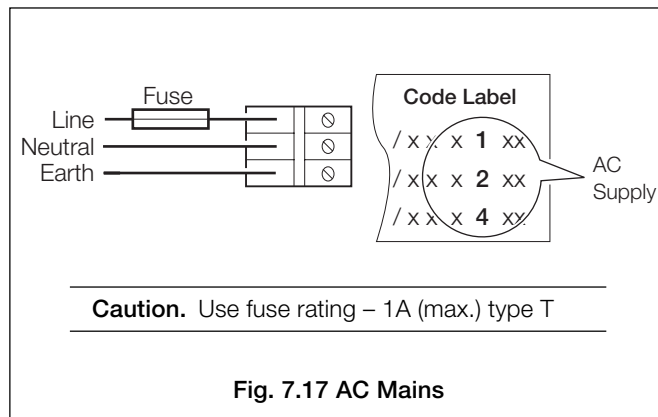 Fuse
Line
Neutral
Earth
Code Label
/ x x x 1 xx
/ x x x 2 xx
/ x x x 4 xx
AC
Supply
Caution. Use fuse rating – 1A (max.) type T
Fig. 7.17 AC Mains